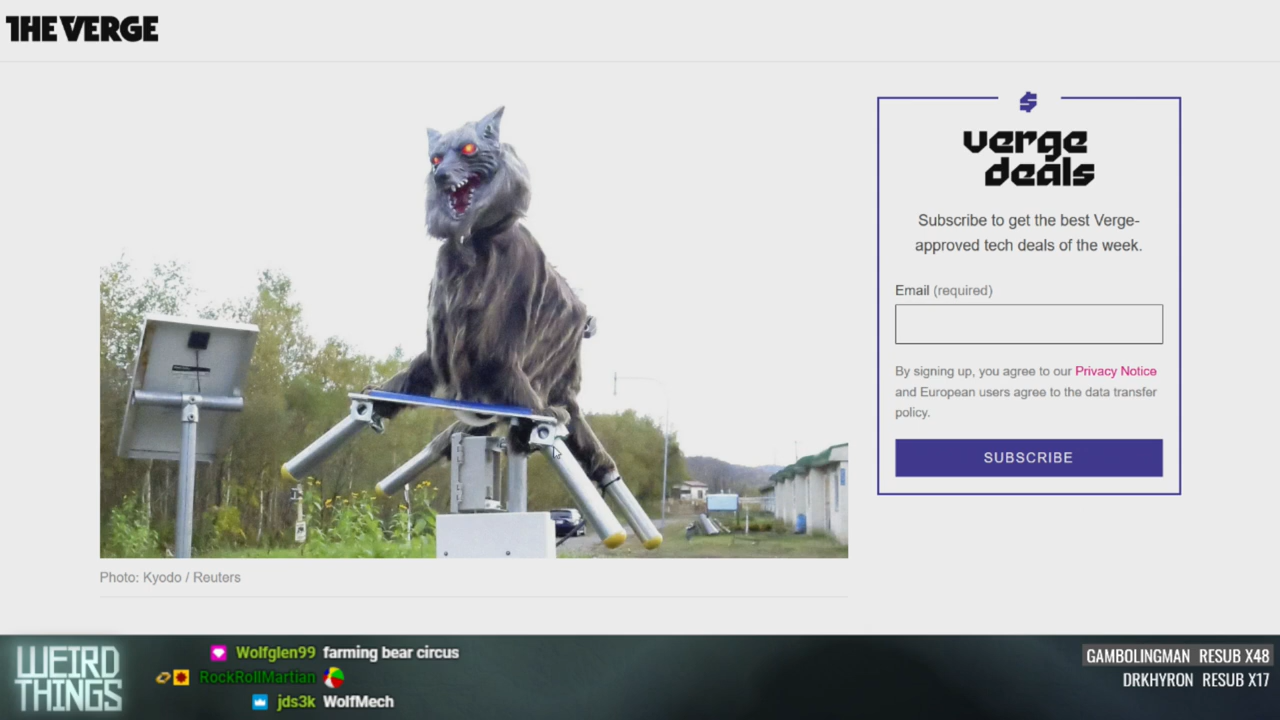 THE VERGE
$
verge
deals
Subscribe to get the best Verge-
approved tech deals of the week.
Email (required)
By signing up, you agree to our Privacy Notice
and European users agree to the data transfer
policy.
SUBSCRIBE
Photo: Kyodo / Reuters
WEIRD
THINGS
Wolfglen99 farming bear circus
RockRollMartian
jds3k WolfMech
GAMBOLINGMAN RESUB X48
DRKHYRON RESUB X17